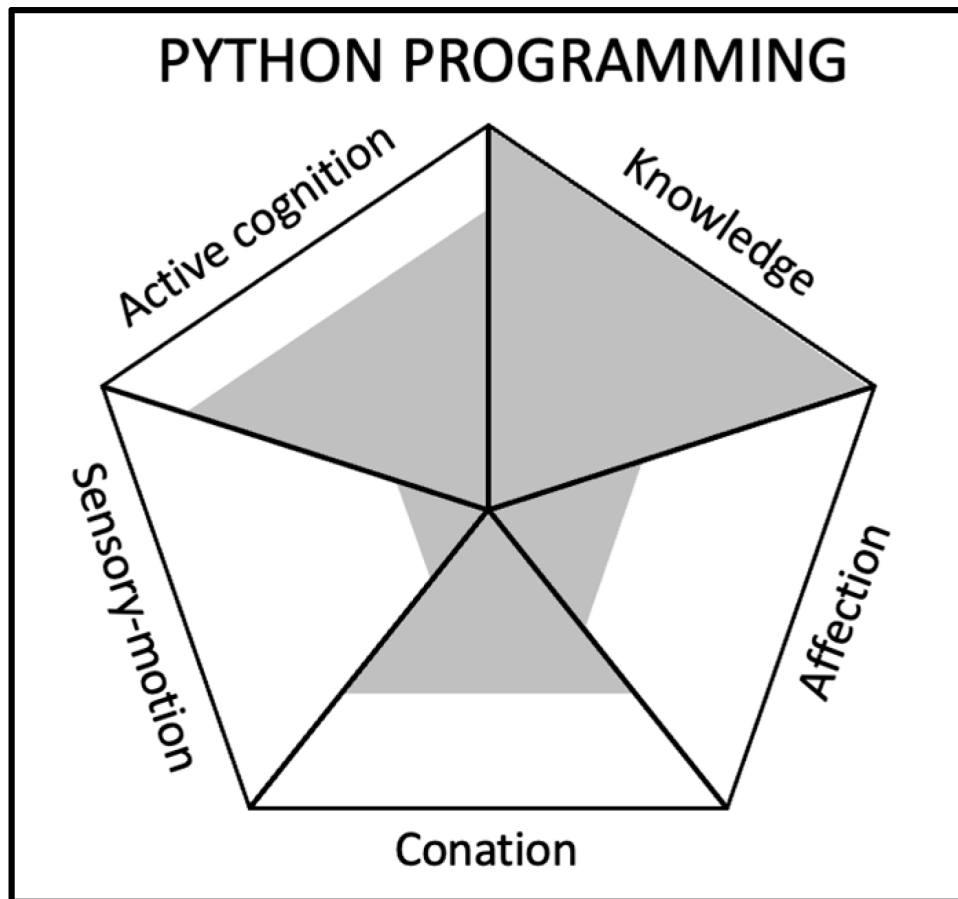 PYTHON PROGRAMMING
Active cognition
Knowledge
Sensory-motion
Affection
Conation